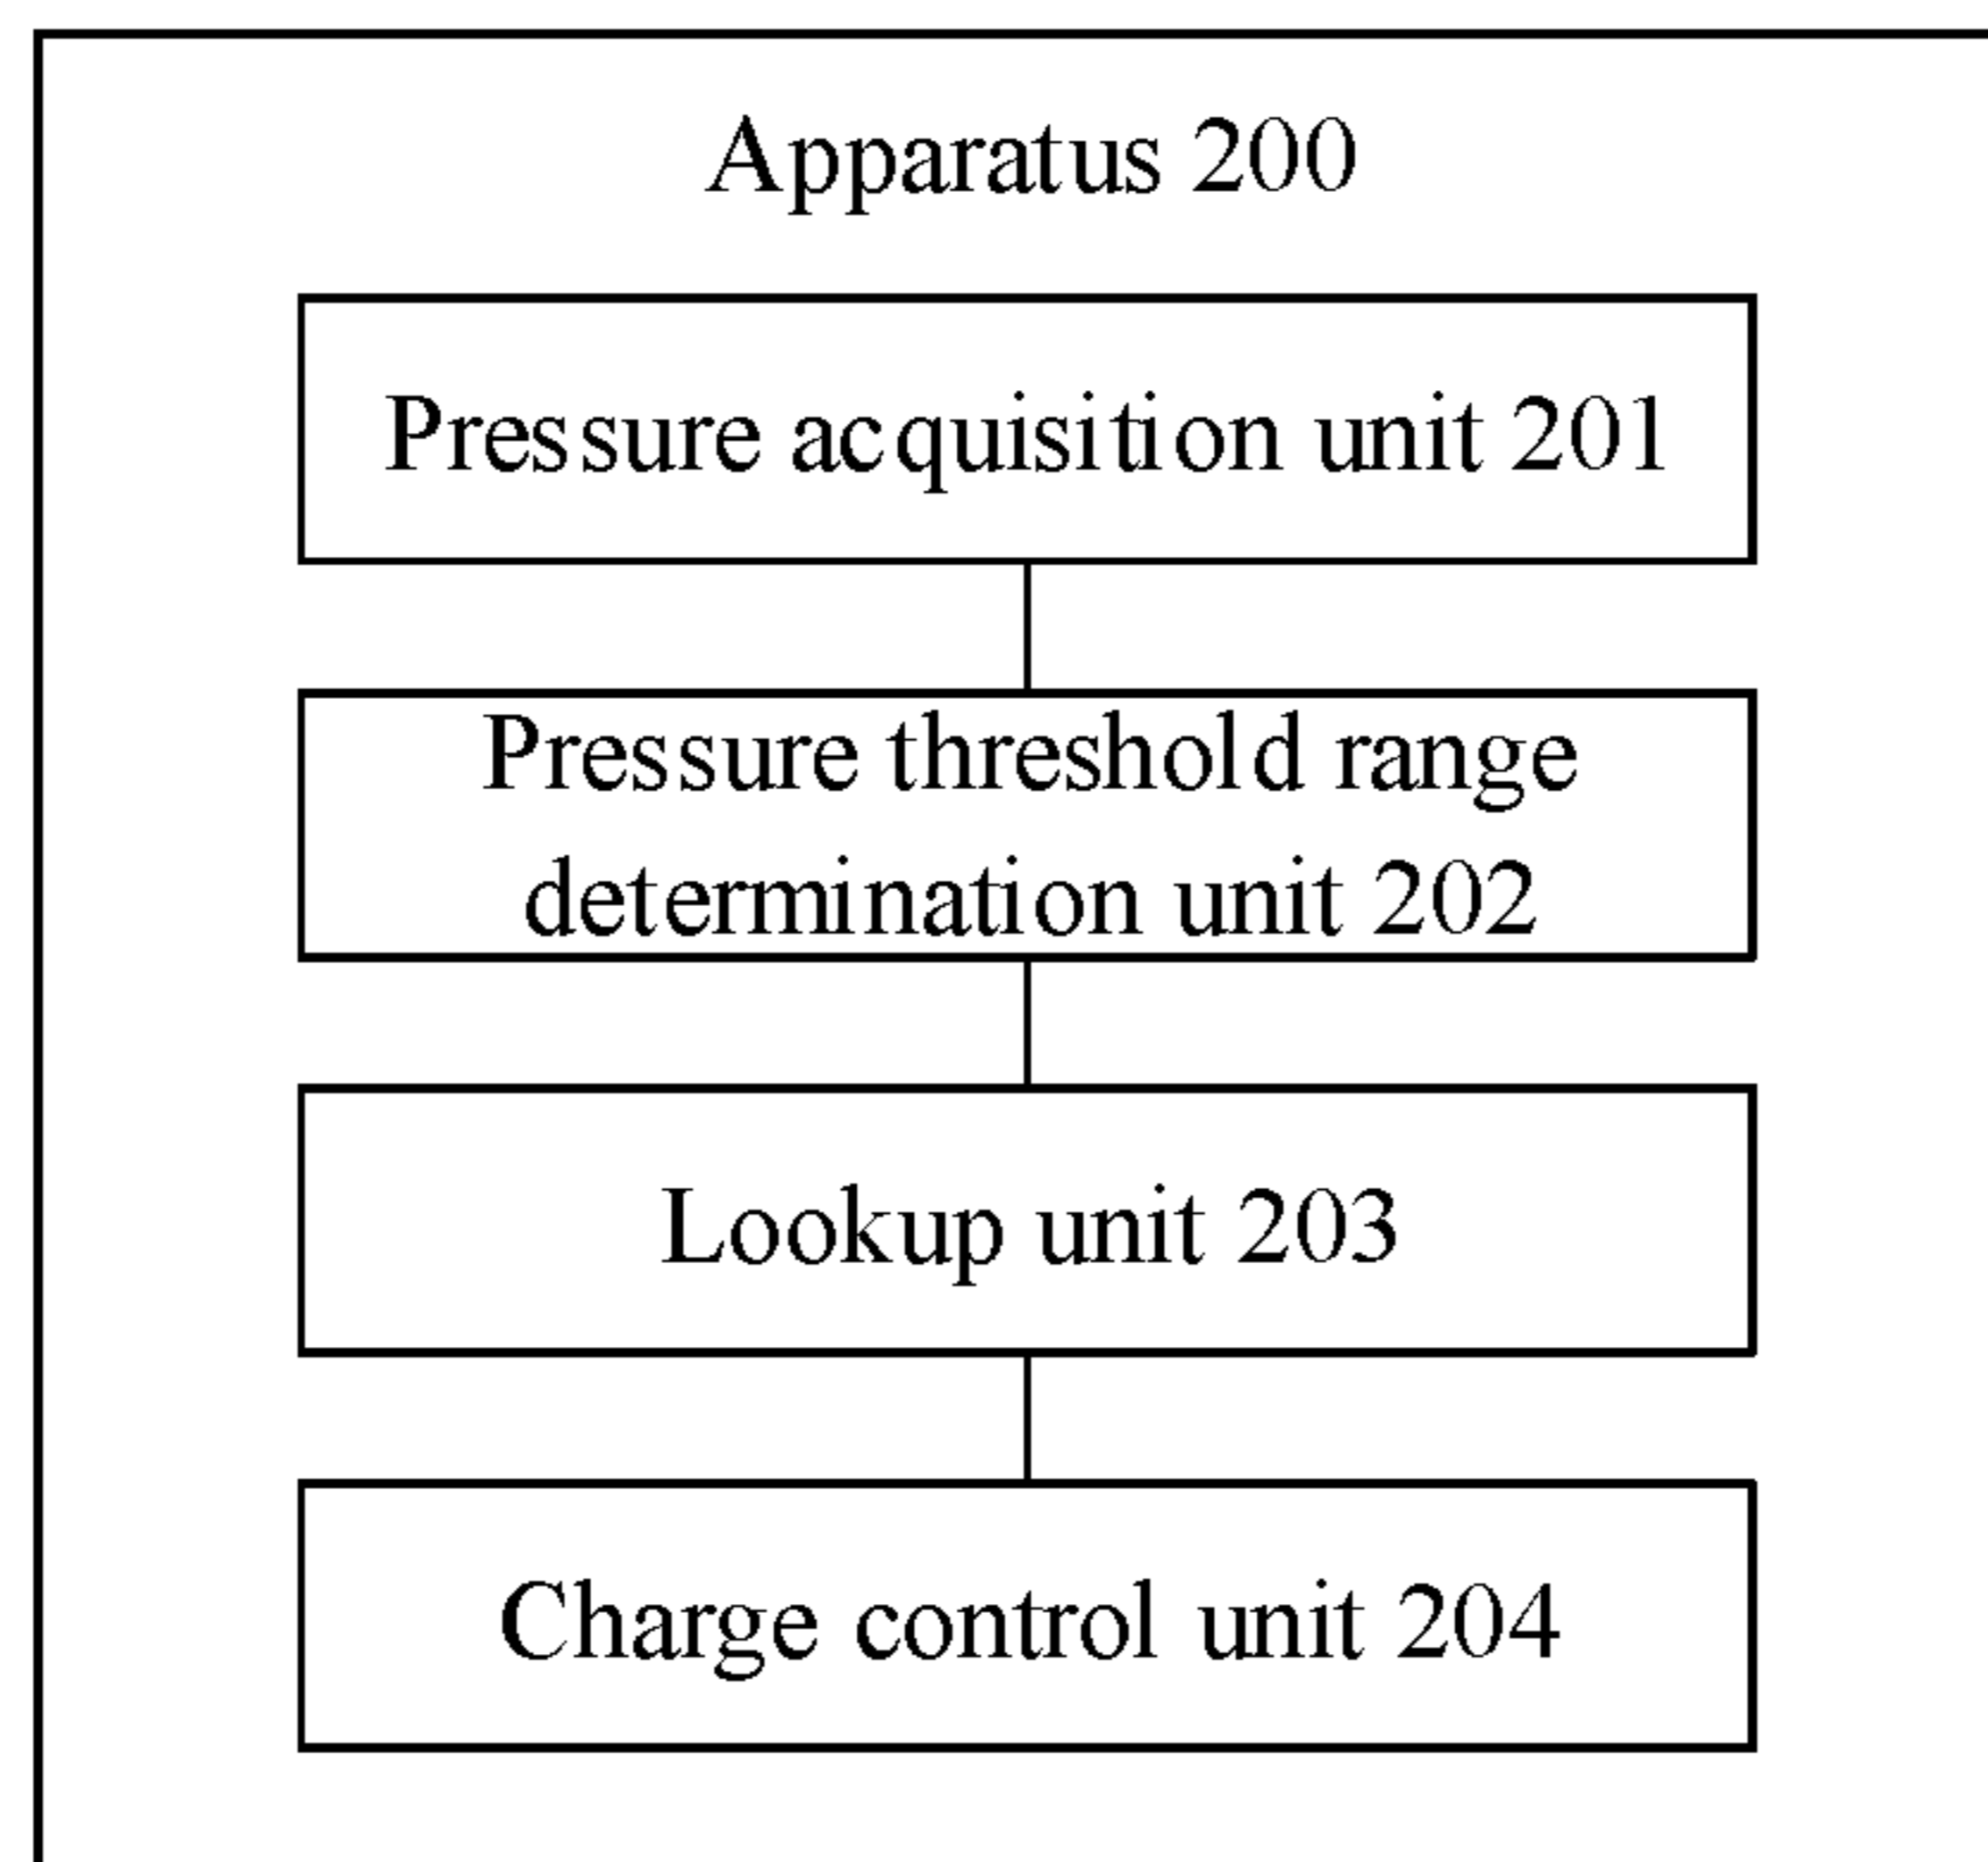 Apparatus 200
Pressure acquisition unit 201
Pressure threshold range
determination unit 202
Lookup unit 203
Charge control unit 204